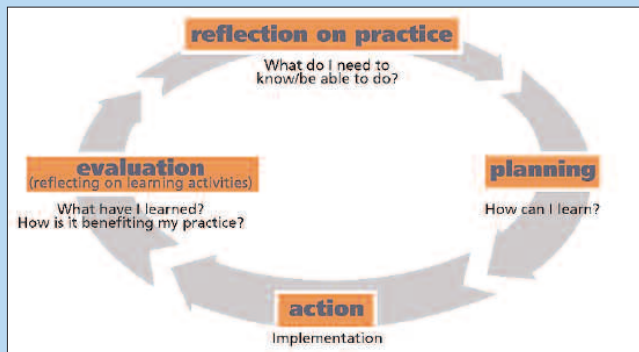 reflection on practice
What do I need to
know/be able to do?
planning
How can I learn?
action
Implementation
evaluation
(reflecting on learning activities)
What have I learned?
How is it benefiting my practice?